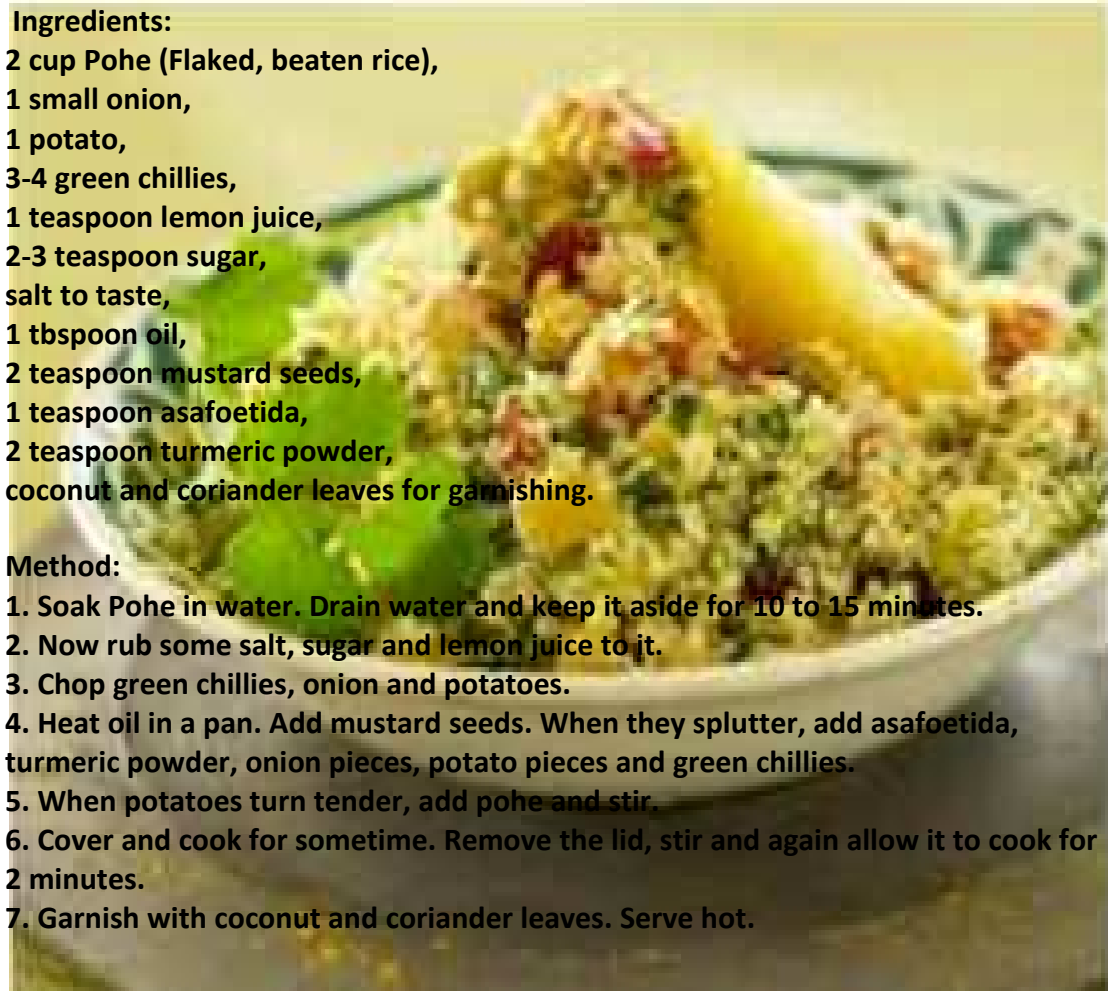 Ingredients:
2 cup Pohe (Flaked, beaten rice),
1 small onion,
1 potato,
3-4 green chillies,
1 teaspoon lemon juice,
2-3 teaspoon sugar,
salt to taste,
1 tbspoon oil,
2 teaspoon mustard seeds,
1 teaspoon asafoetida,
2 teaspoon turmeric powder,
coconut and coriander leaves for garnishing.
Method:
1. Soak Pohe in water. Drain water and keep it aside for 10 to 15 minutes.
2. Now rub some salt, sugar and lemon juice to it.
3. Chop green chillies, onion and potatoes.
4. Heat oil in a pan. Add mustard seeds. When they splutter, add asafoetida,
turmeric powder, onion pieces, potato pieces and green chillies.
5. When potatoes turn tender, add pohe and stir.
6. Cover and cook for sometime. Remove the lid, stir and again allow it to cook for
2 minutes.
7. Garnish with coconut and coriander leaves. Serve hot.